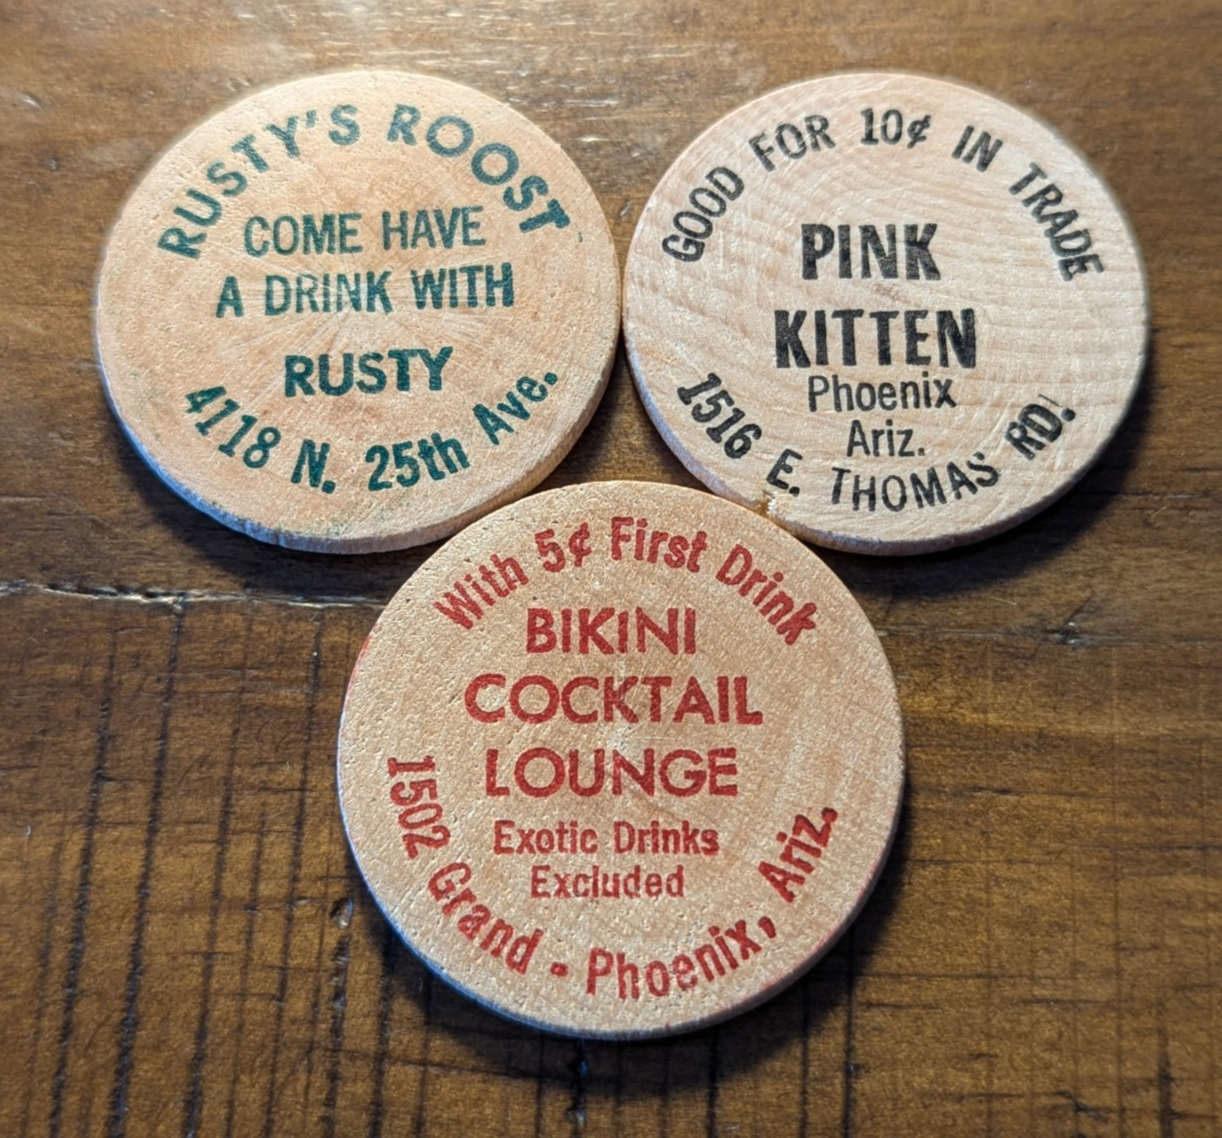 RUSTY'S ROOST
COME HAVE
A DRINK WITH
RUSTY
4118 N. 25th Ave.
GOOD FOR 10¢ IN TRADE
PINK
KITTEN
Phoenix
Ariz.
1516 E. THOMAS RD.
With 5¢ First Drink
BIKINI
COCKTAIL
LOUNGE
Exotic Drinks
Excluded
1502 Grand - Phoenix, Ariz.